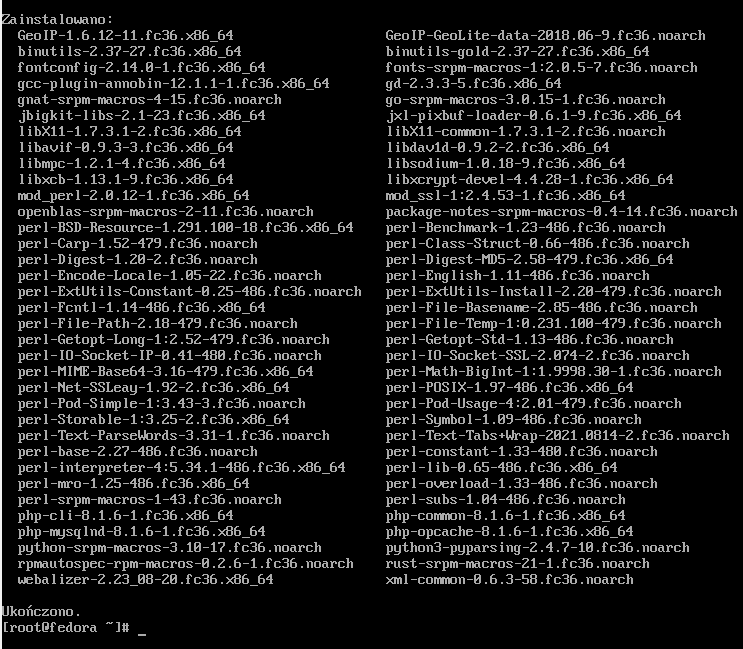 Zainstalowano:
GeoIP-1.6.12-11.fc36.x86_64 GeoIP-GeoLite-data-2018.06-9.fc36.noarch
binutils-2.37-27.fc36.x86_64 binutils-gold-2.37-27.fc36.x86_64
fontconfig-2.14.0-1.fc36.x86_64 fonts-srpm-macros-1:2.0.5-7.fc36.noarch
gcc-plugin-annobin-12.1.1-1.fc36.x86_64 gd-2.3.3-5.fc36.x86_64
gnat-srpm-macros-4-15.fc36.noarch go-srpm-macros-3.0.15-1.fc36.noarch
jbigkit-libs-2.1-23.fc36.x86_64 jxl-pixbuf-loader-0.6.1-9.fc36.x86_64
libX11-1.7.3.1-2.fc36.x86_64 libX11-common-1.7.3.1-2.fc36.noarch
libavif-0.9.3-3.fc36.x86_64 libdav1d-0.9.2-2.fc36.x86_64
libmpc-1.2.1-4.fc36.x86_64 libsodium-1.0.18-9.fc36.x86_64
libxcb-1.13.1-9.fc36.x86_64 libxcrypt-devel-4.4.28-1.fc36.x86_64
mod_perl-2.0.12-1.fc36.x86_64 mod_ssl-1:2.4.53-1.fc36.x86_64
openblas-srpm-macros-2-11.fc36.noarch package-notes-srpm-macros-0.4-14.fc36.noarch
perl-BSD-Resource-1.291.100-18.fc36.x86_64 perl-Benchmark-1.23-486.fc36.noarch
perl-Carp-1.52-479.fc36.noarch perl-Class-Struct-0.66-486.fc36.noarch
perl-Digest-1.20-2.fc36.noarch perl-Digest-MD5-2.58-479.fc36.x86_64
perl-Encode-Locale-1.05-22.fc36.noarch perl-English-1.11-486.fc36.noarch
perl-ExtUtils-Constant-0.25-486.fc36.noarch perl-ExtUtils-Install-2.20-479.fc36.noarch
perl-Fcntl-1.14-486.fc36.x86_64 perl-File-Basename-2.85-486.fc36.noarch
perl-File-Path-2.18-479.fc36.noarch perl-File-Temp-1:0.231.100-479.fc36.noarch
perl-Getopt-Long-1:2.52-479.fc36.noarch perl-Getopt-Std-1.13-486.fc36.noarch
perl-IO-Socket-IP-0.41-480.fc36.noarch perl-IO-Socket-SSL-2.074-2.fc36.noarch
perl-MIME-Base64-3.16-479.fc36.x86_64 perl-Math-BigInt-1:1.9998.30-1.fc36.noarch
perl-Net-SSLeay-1.92-2.fc36.x86_64 perl-POSIX-1.97-486.fc36.x86_64
perl-Pod-Simple-1:3.43-3.fc36.noarch perl-Pod-Usage-4:2.01-479.fc36.noarch
perl-Storable-1:3.25-2.fc36.x86_64 perl-Symbol-1.09-486.fc36.noarch
perl-Text-ParseWords-3.31-1.fc36.noarch perl-Text-Tabs+Wrap-2021.0814-2.fc36.noarch
perl-base-2.27-486.fc36.noarch perl-constant-1.33-480.fc36.noarch
perl-interpreter-4:5.34.1-486.fc36.x86_64 perl-lib-0.65-486.fc36.x86_64
perl-mro-1.25-486.fc36.x86_64 perl-overload-1.33-486.fc36.noarch
perl-srpm-macros-1-43.fc36.noarch perl-subs-1.04-486.fc36.noarch
php-cli-8.1.6-1.fc36.x86_64 php-common-8.1.6-1.fc36.x86_64
php-mysqlnd-8.1.6-1.fc36.x86_64 php-opcache-8.1.6-1.fc36.x86_64
python-srpm-macros-3.10-17.fc36.noarch python3-pyparsing-2.4.7-10.fc36.noarch
rpmautospec-rpm-macros-0.2.6-1.fc36.noarch rust-srpm-macros-21-1.fc36.noarch
webalizer-2.23_08-20.fc36.x86_64 xml-common-0.6.3-58.fc36.noarch
Ukończono.
[root@fedora ~]# _